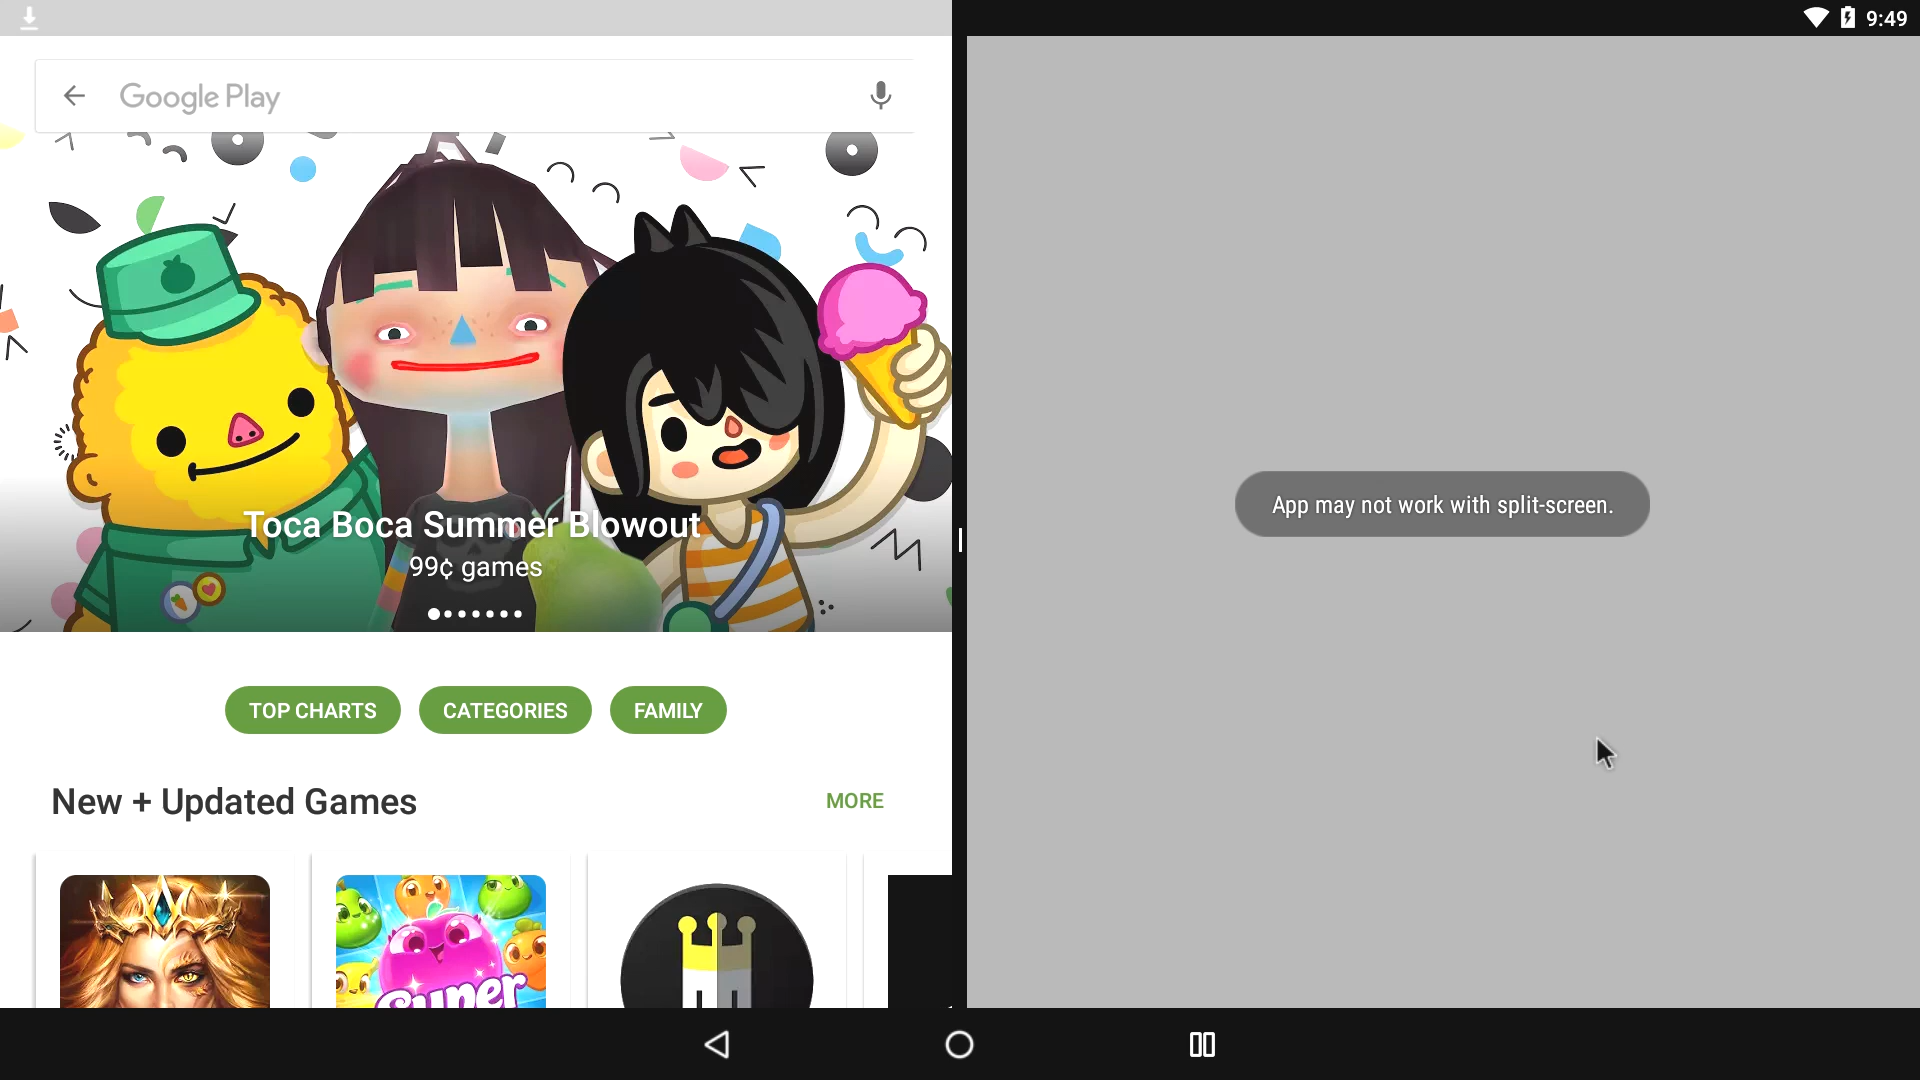 9:49
Google Play
Toca Boca Summer Blowout
99¢ games
App may not work with split-screen.
TOP CHARTS
CATEGORIES
FAMILY
New + Updated Games
MORE
Super